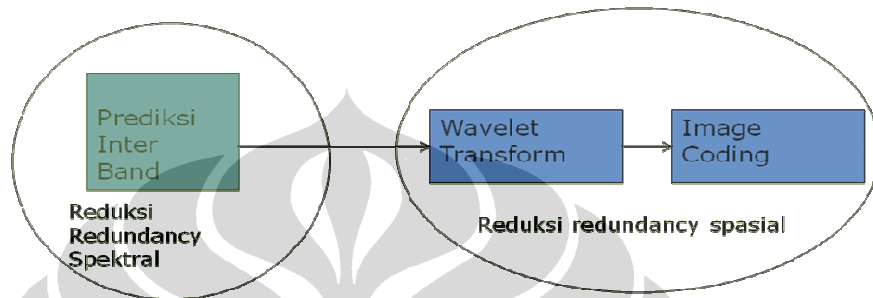 Prediksi
Inter
Band
Reduksi
Redundancy
Spektral
Wavelet
Transform
Image
Coding
Reduksi redundancy spasial